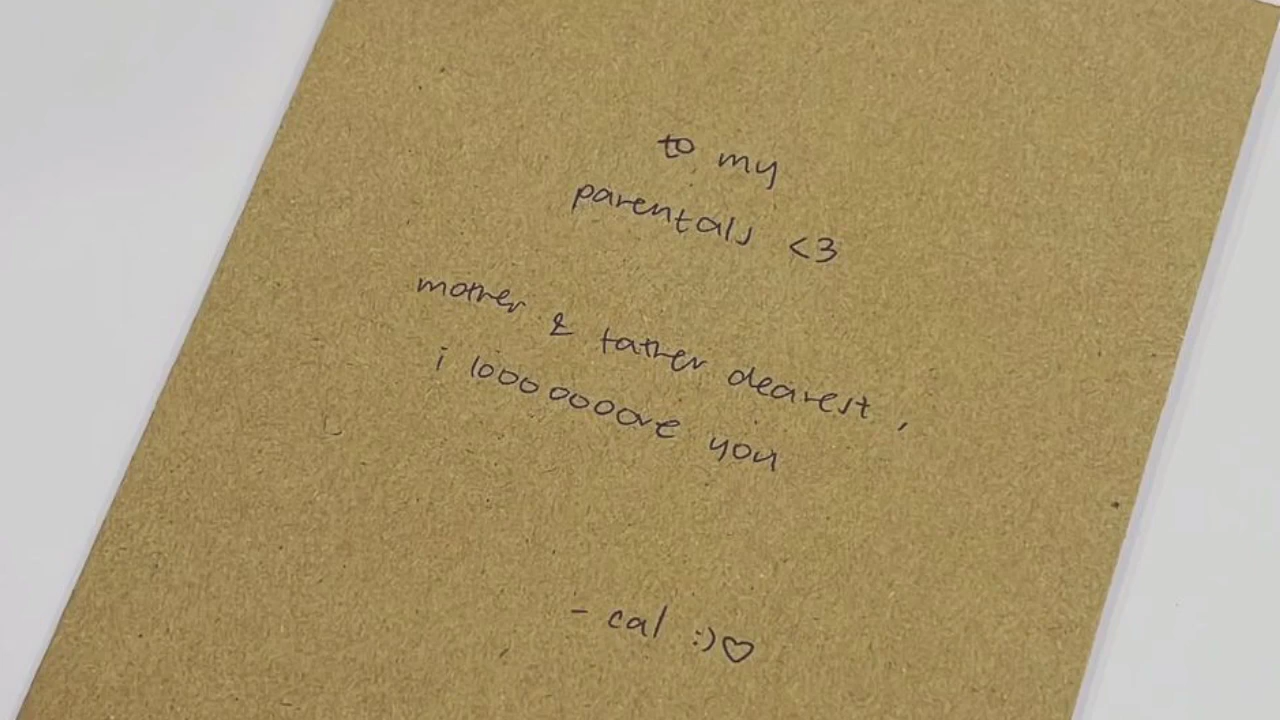 to my
parentals <3
mother & father dearest,
i looooooove you
- cal :)♡